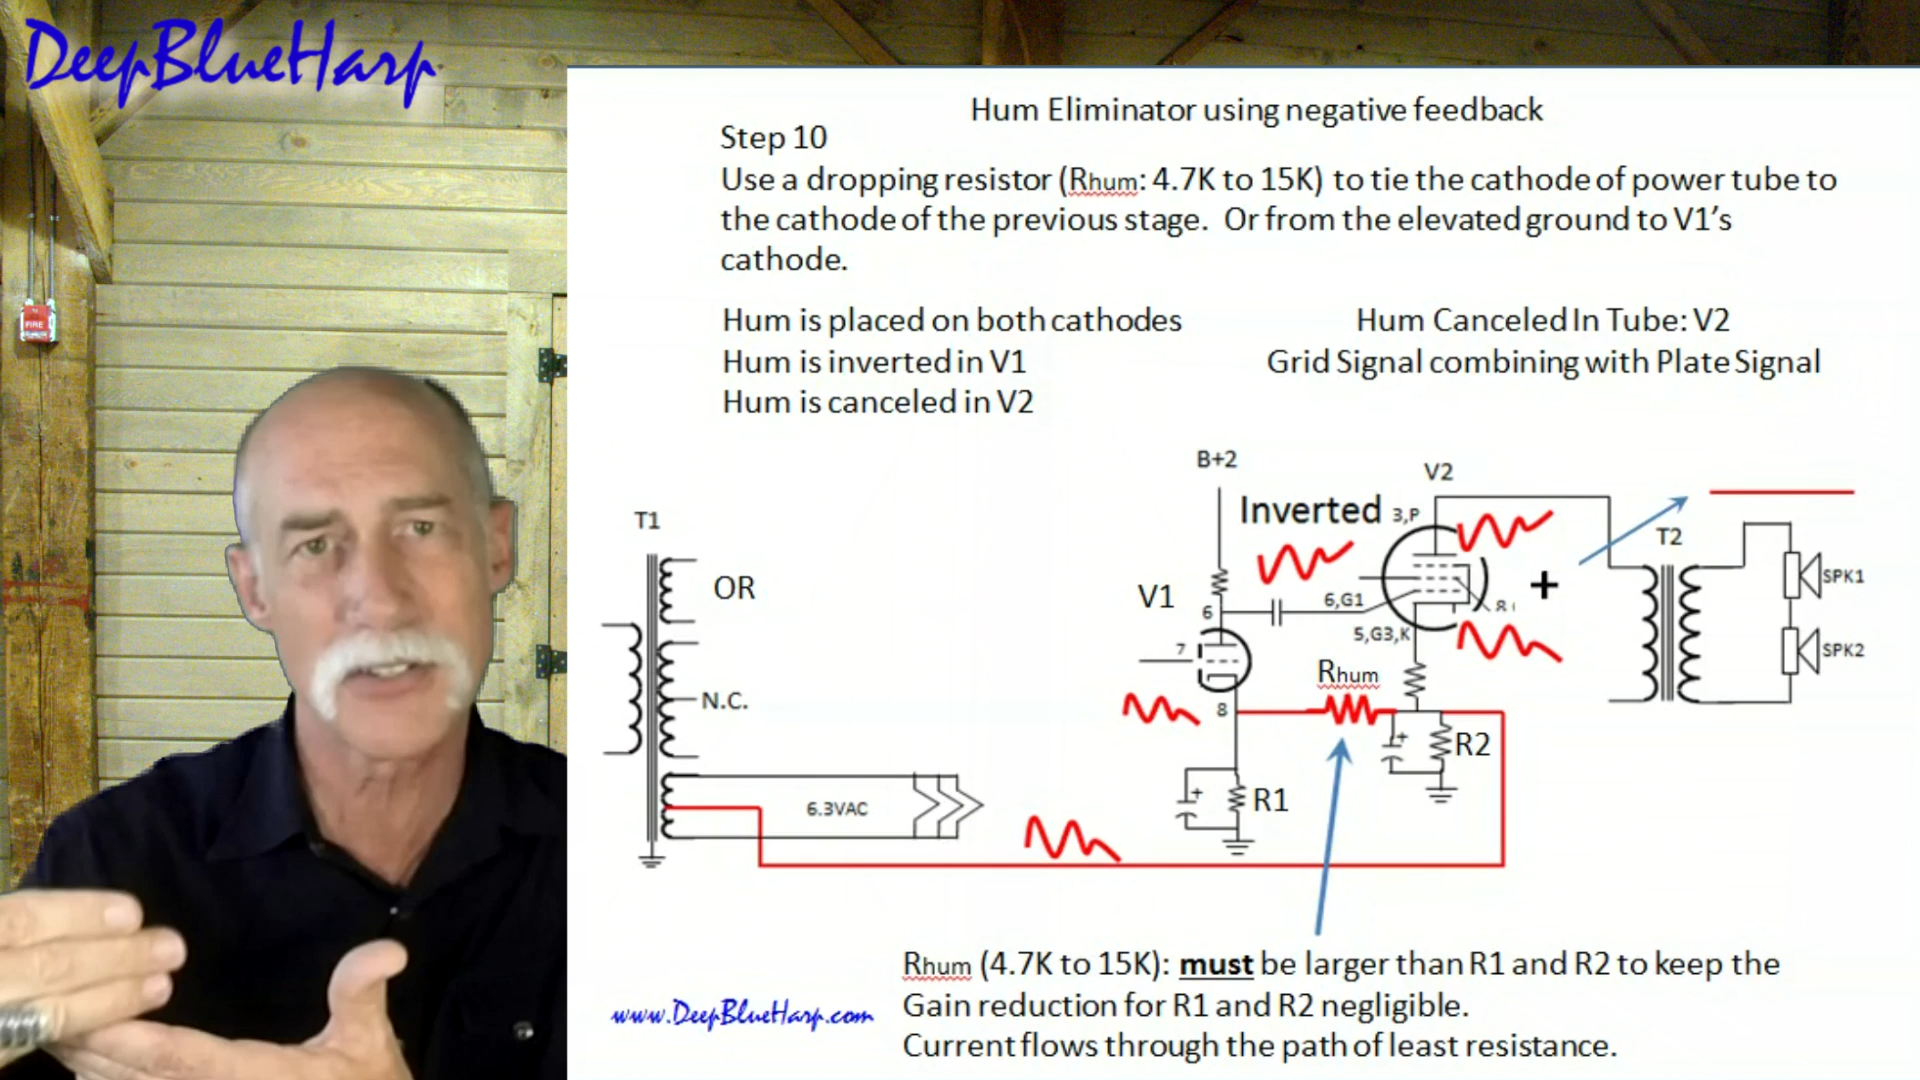 DeepBlueHarp
FIRE
Hum Eliminator using negative feedback
Step 10
Use a dropping resistor (Rhum: 4.7K to 15K) to tie the cathode of power tube to
the cathode of the previous stage. Or from the elevated ground to V1's
cathode.
Hum is placed on both cathodes
Hum is inverted in V1
Hum is canceled in V2
Hum Canceled In Tube: V2
Grid Signal combining with Plate Signal
B+2
V2
Inverted
3,P
T1
T2
OR
SPK1
V1
6
6,G1
+
8
5,G3,K
7
SPK2
Rhum
N.C.
8
+
R2
6.3VAC
+
R1
Rhum (4.7K to 15K): must be larger than R1 and R2 to keep the
Gain reduction for R1 and R2 negligible.
Current flows through the path of least resistance.
www.DeepBlueHarp.com